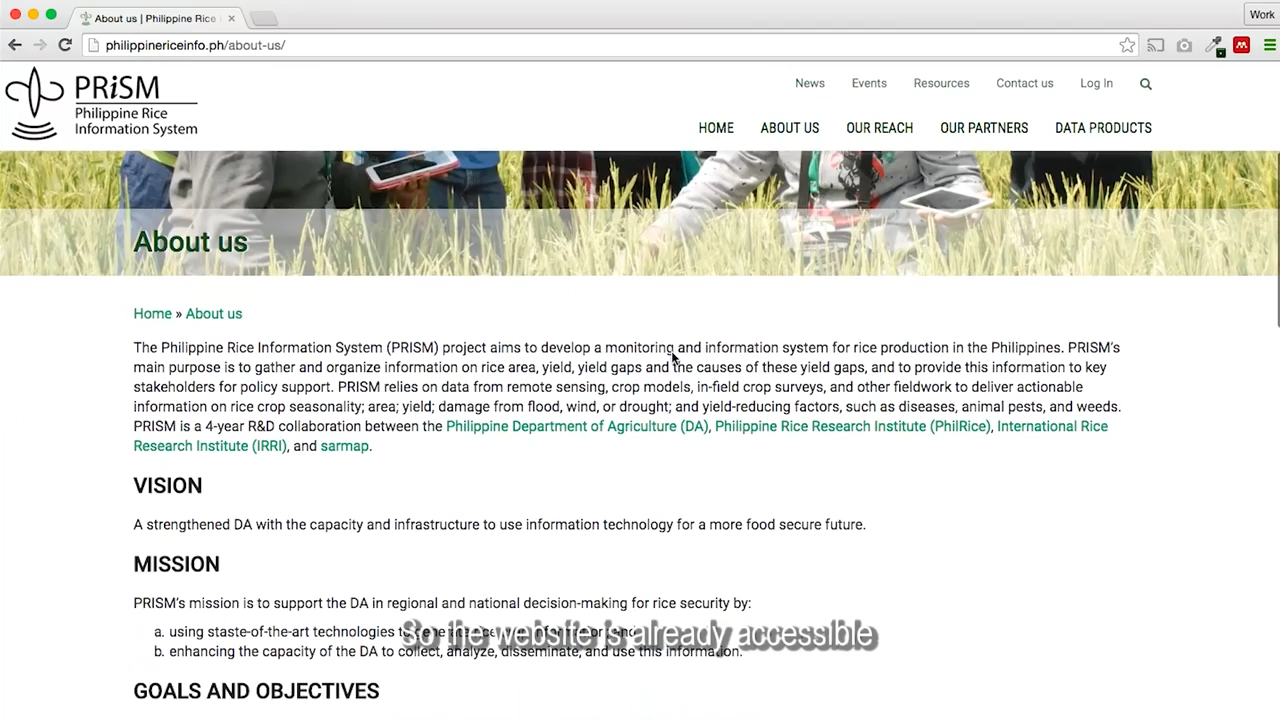 About us | Philippine Rice
Work
philippinericeinfo.ph/about-us/
PRiSM
Philippine Rice
Information System
News Events Resources Contact us Log In
HOME ABOUT US OUR REACH OUR PARTNERS DATA PRODUCTS
About us
Home » About us
The Philippine Rice Information System (PRISM) project aims to develop a monitoring and information system for rice production in the Philippines. PRISM's
main purpose is to gather and organize information on rice area, yield, yield gaps and the causes of these yield gaps, and to provide this information to key
stakeholders for policy support. PRISM relies on data from remote sensing, crop models, in-field crop surveys, and other fieldwork to deliver actionable
information on rice crop seasonality; area; yield; damage from flood, wind, or drought; and yield-reducing factors, such as diseases, animal pests, and weeds.
PRISM is a 4-year R&D collaboration between the Philippine Department of Agriculture (DA), Philippine Rice Research Institute (PhilRice), International Rice
Research Institute (IRRI), and sarmap.
VISION
A strengthened DA with the capacity and infrastructure to use information technology for a more food secure future.
MISSION
PRISM's mission is to support the DA in regional and national decision-making for rice security by:
a. using staste-of-the-art technologies to and
So he website is already accessible
b. enhancing the capacity of the DA to collect, analyze, disseminate, and use this information.
GOALS AND OBJECTIVES